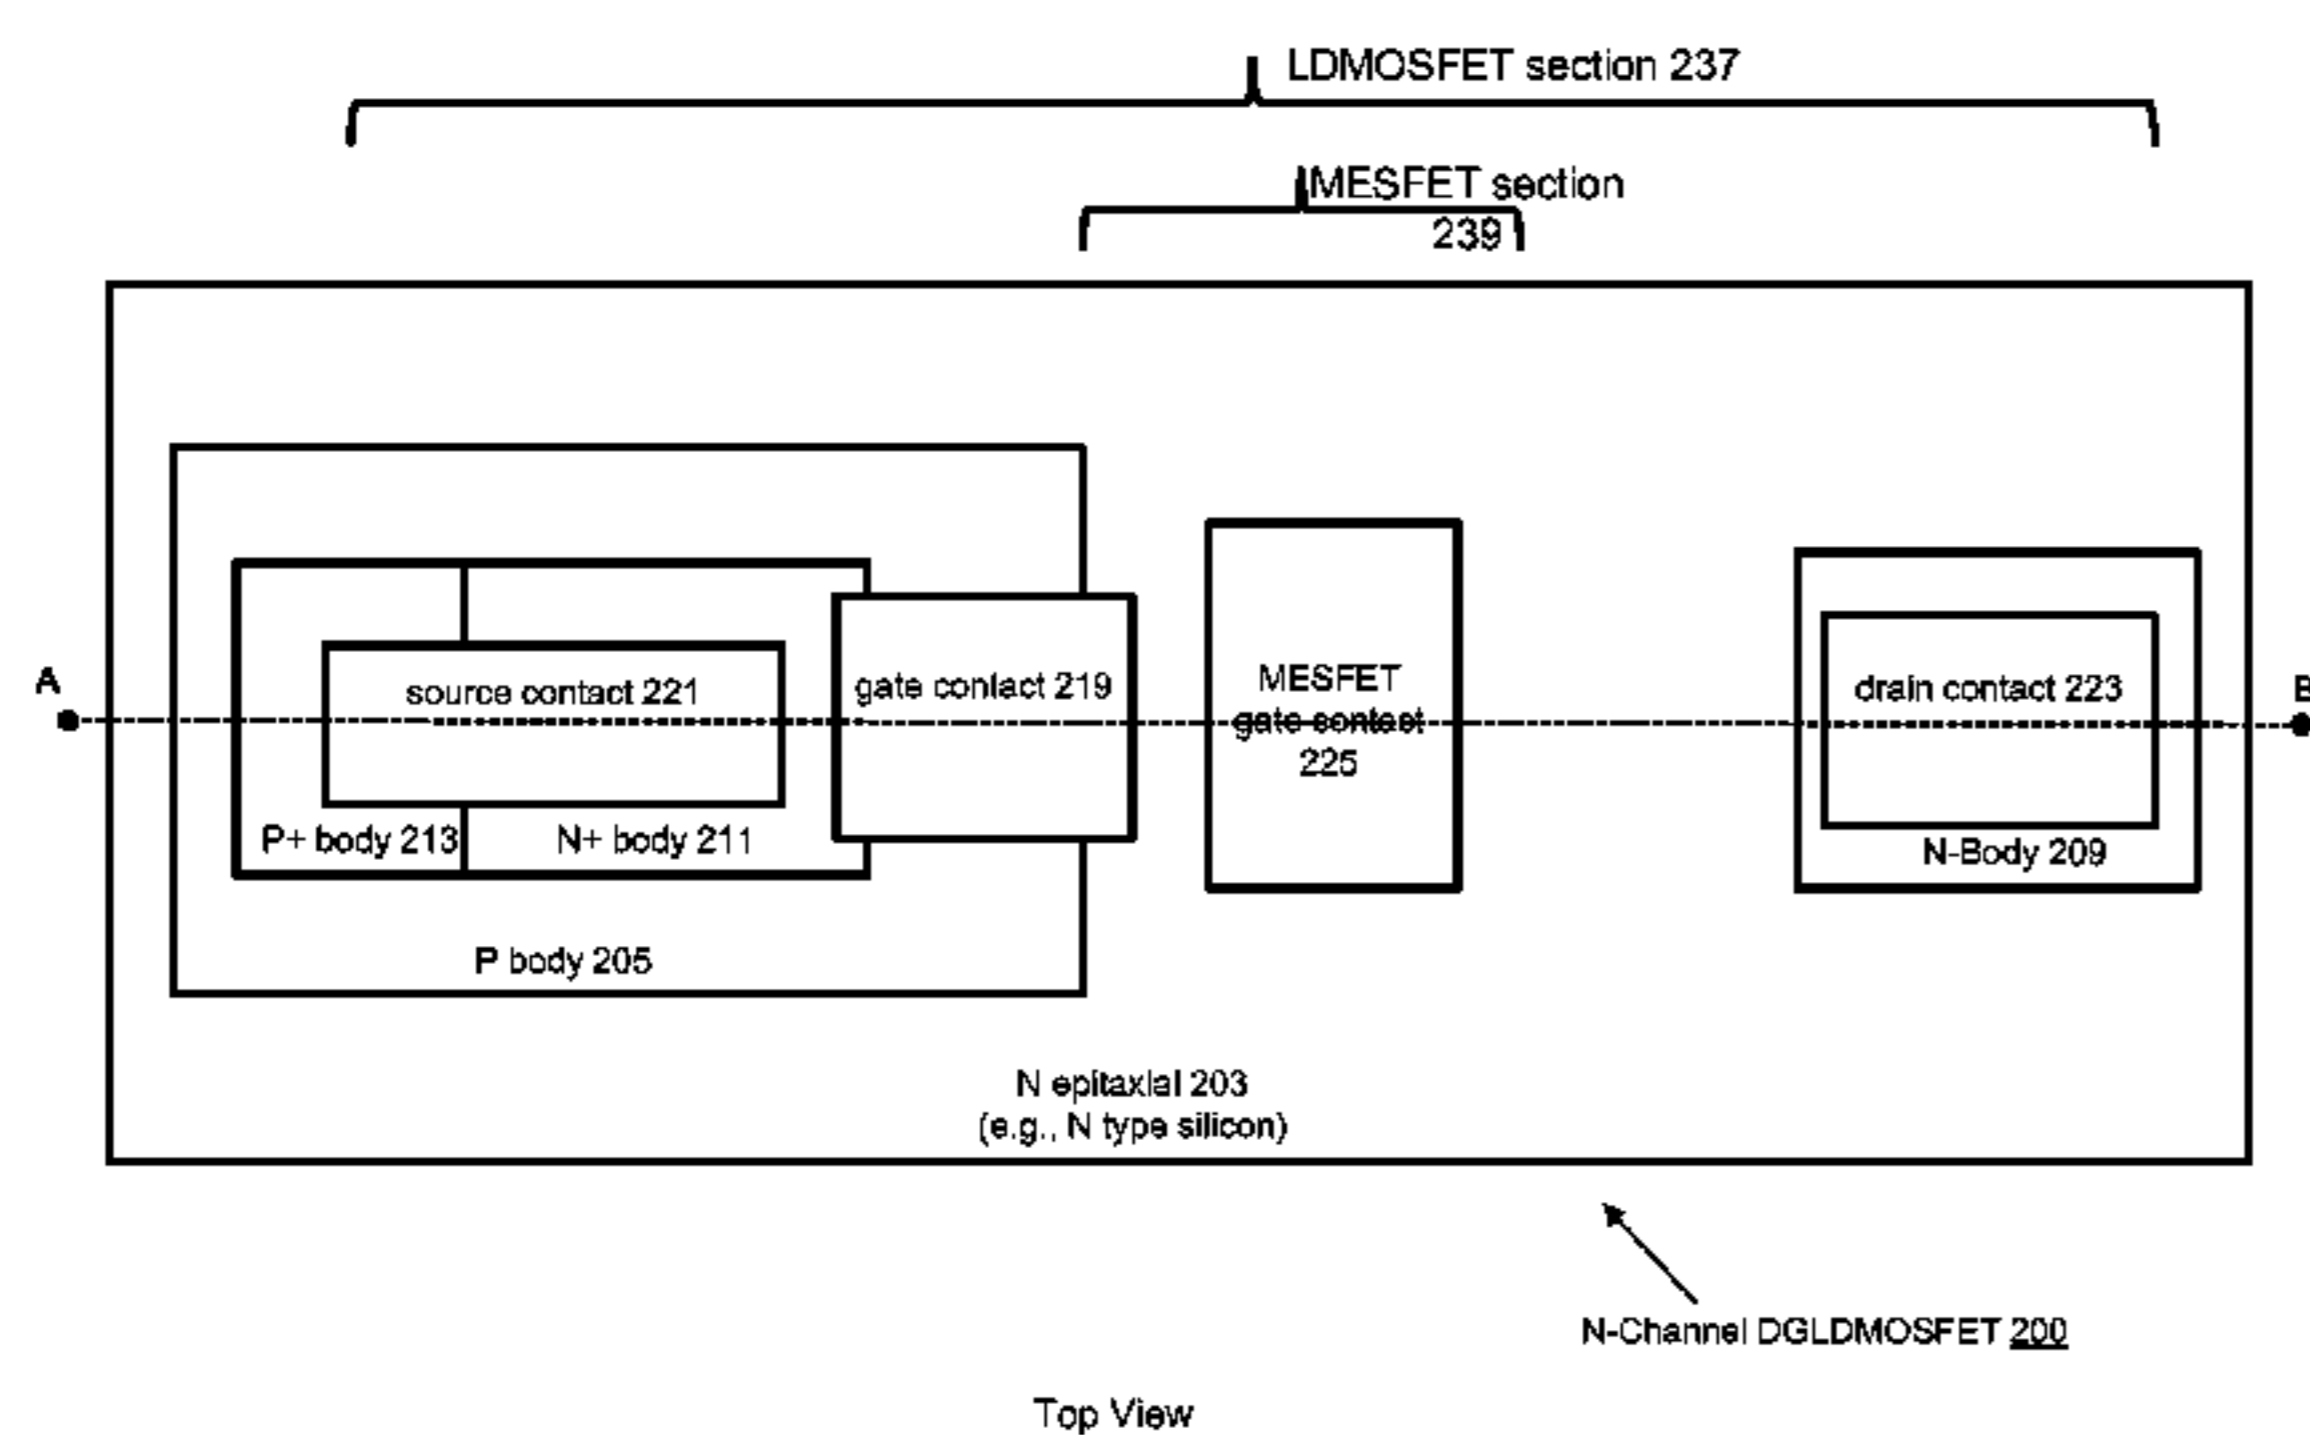 LDMOSFET section 237
MESFET section
239
A
B
source contact 221
gate contact 219
MESFET
gate contact
225
drain contact 223
P+ body 213
N+ body 211
N-Body 209
P body 205
N epitaxial 203
(e.g., N type silicon)
N-Channel DGLDMOSFET 200
Top View